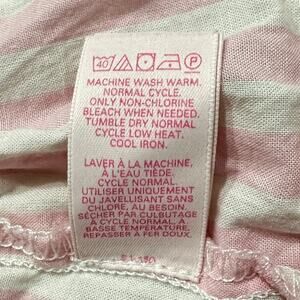 40 P
MACHINE WASH WARM.
NORMAL CYCLE.
ONLY NON-CHLORINE
BLEACH WHEN NEEDED.
TUMBLE DRY NORMAL
CYCLE LOW HEAT.
COOL IRON.
LAVER À LA MACHINE,
À L'EAU TIÈDE.
CYCLE NORMAL.
UTILISER UNIQUEMENT
DU JAVELLISANT SANS
CHLORE, AU BESOIN.
SÉCHER PAR CULBUTAGE
À CYCLE NORMAL, À
BASSE TEMPÉRATURE.
REPASSER À FER DOUX.